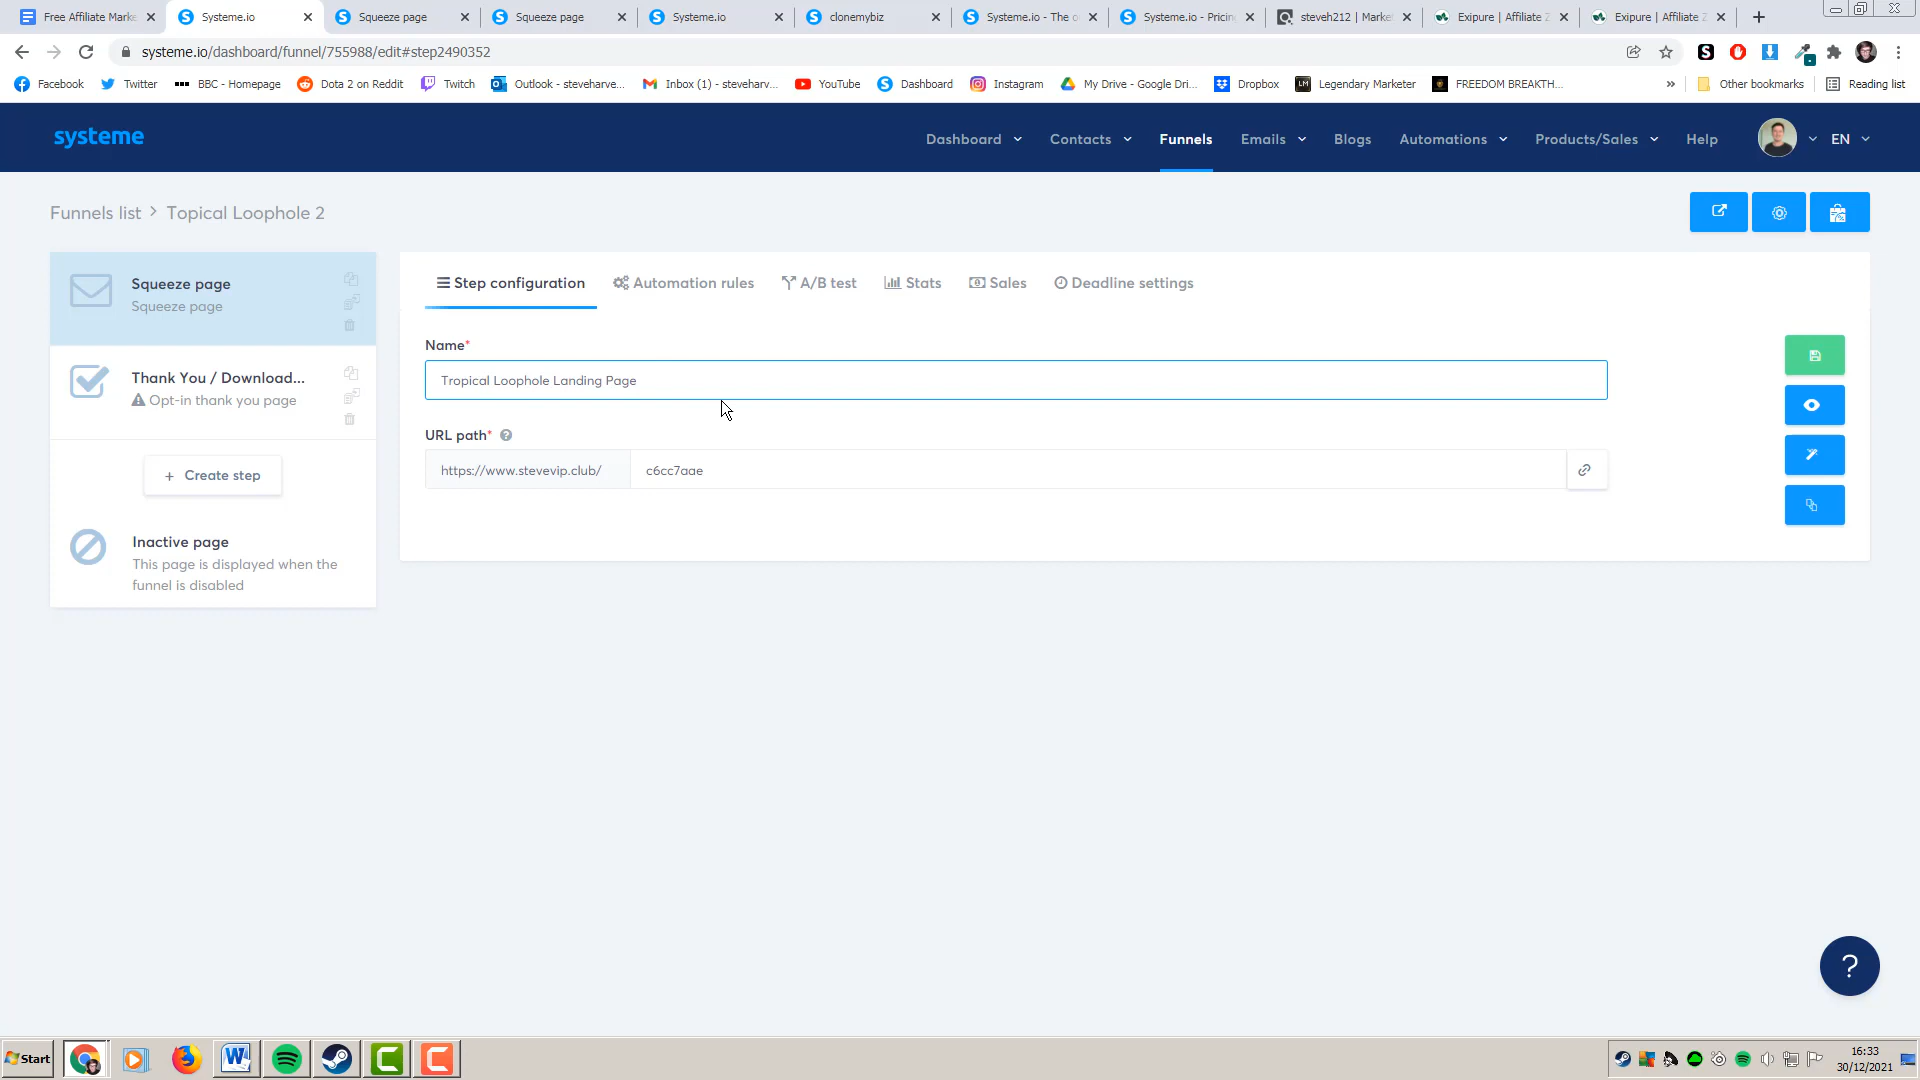 Free Affiliate Marke
Systeme.io
Squeeze page
Squeeze page
Systeme.io
clonemybiz
Systeme.io - The o
Systeme.io - Pricin
steveh212 | Marke
Exipure | Affiliate Z
Exipure | Affiliate Z
systeme.io/dashboard/funnel/755988/edit#step2490352
Facebook
Twitter
BBC - Homepage
Dota 2 on Reddit
Twitch
Outlook - steveharve...
Inbox (1) - steveharv...
YouTube
Dashboard
Instagram
My Drive - Google Dri...
Dropbox
LM
Legendary Marketer
FREEDOM BREAKTH...
»
Other bookmarks
Reading list
systeme
Dashboard
Contacts
Funnels
Emails
Blogs
Automations
Products/Sales
Help
EN
Funnels list > Topical Loophole 2
Squeeze page
Squeeze page
Thank You / Download...
Opt-in thank you page
+ Create step
Inactive page
This page is displayed when the
funnel is disabled
Step configuration
Automation rules
A/B test
Stats
Sales
Deadline settings
Name*
Tropical Loophole Landing Page
URL path* ?
https://www.stevevip.club/
c6cc7aae
?
Start
16:33
30/12/2021